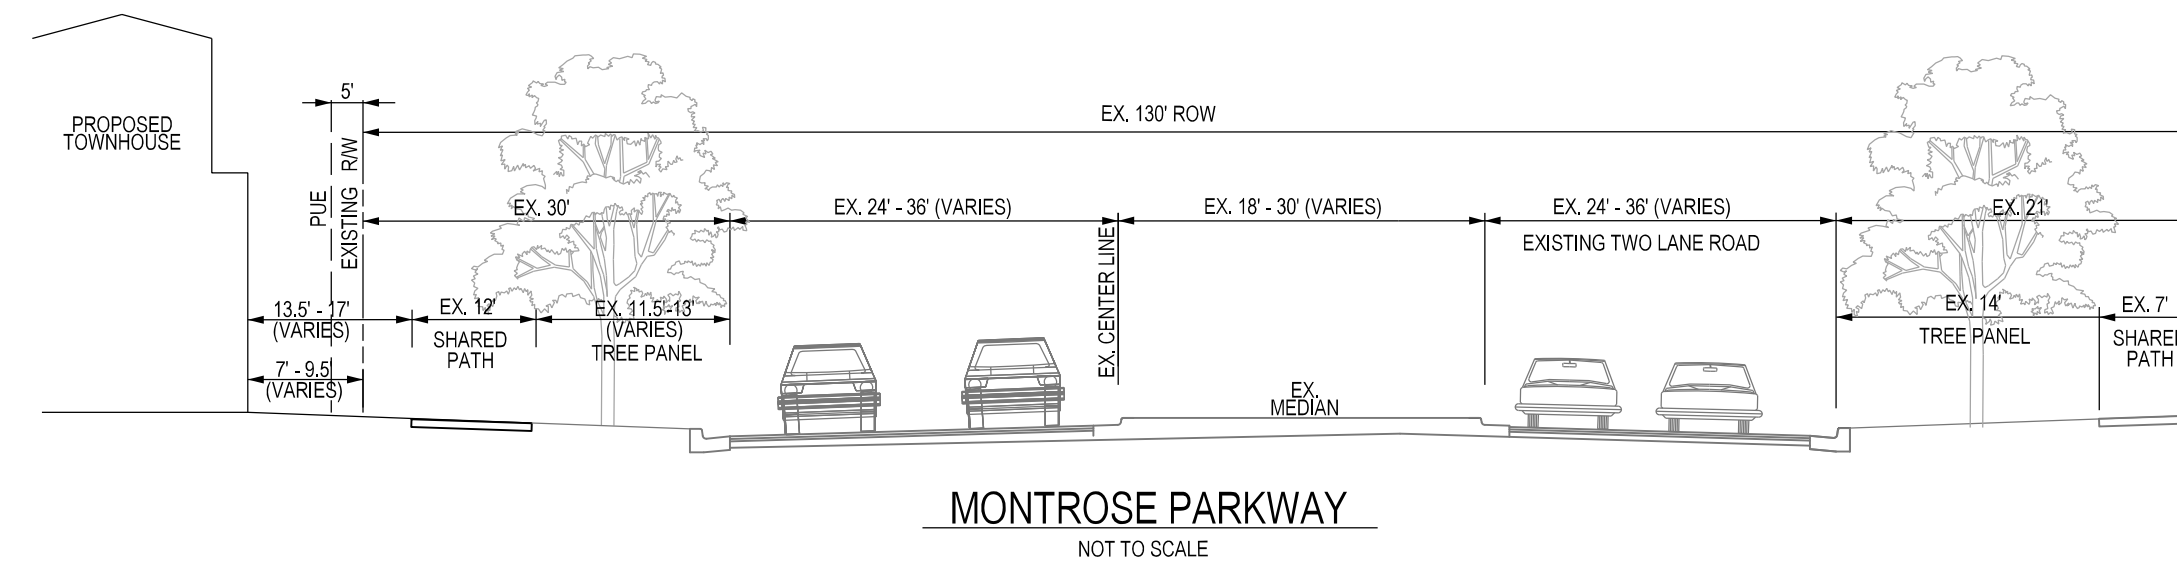 5'
EX. 130' ROW
PROPOSED
TOWNHOUSE
PUE
EXISTING R/W
EX. 30'
EX. 24' - 36' (VARIES)
EX. 18' - 30' (VARIES)
EX. 24' - 36' (VARIES)
EX. 21'
EXISTING TWO LANE ROAD
EX. CENTER LINE
13.5' - 17'
(VARIES)
EX. 12'
SHARED
PATH
EX. 11.5'-13'
(VARIES)
TREE PANEL
EX. 14'
TREE PANEL
EX. 7'
SHARED
PATH
7' - 9.5'
(VARIES)
EX.
MEDIAN
MONTROSE PARKWAY
NOT TO SCALE